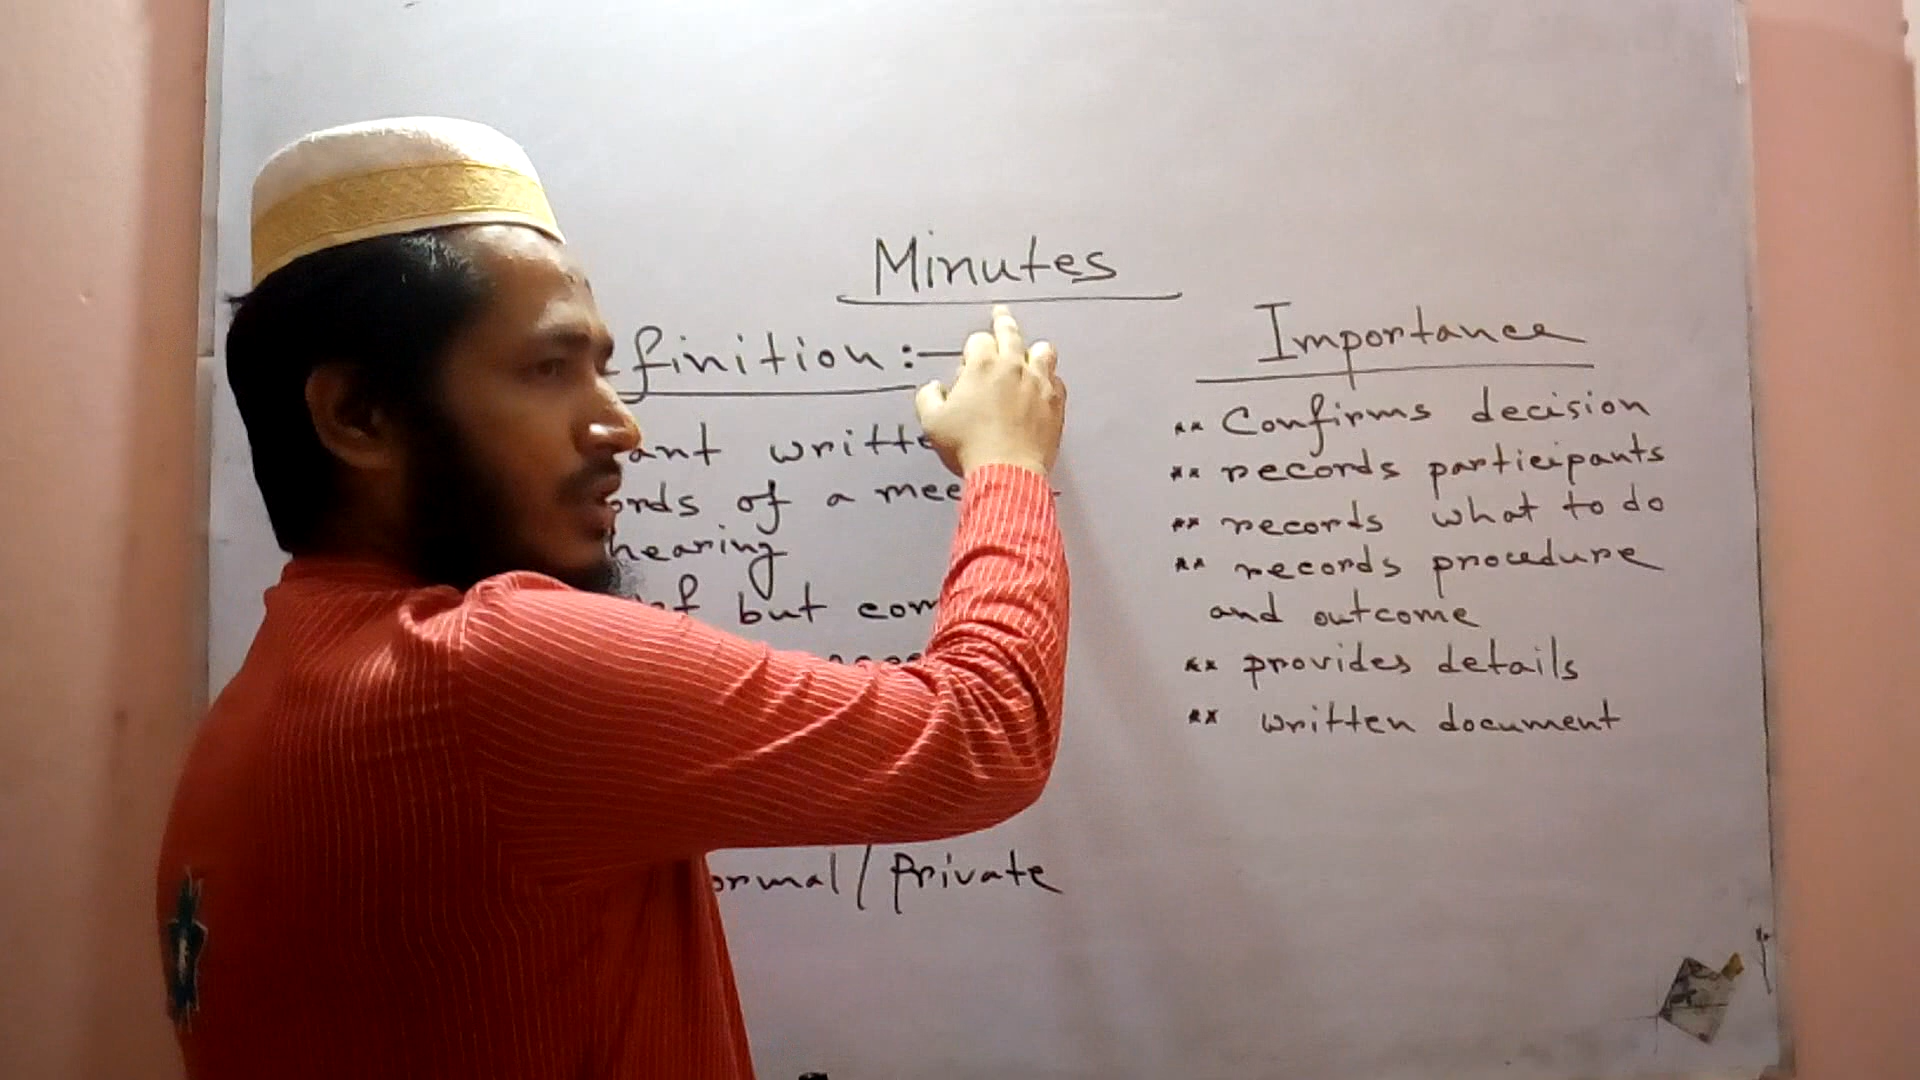 Minutes
finition :-
ant written
ords of a mee
hearing
but com
ormal / Private
Importance
** Confirms decision
** records participants
** records what to do
** records procedure
and outcome
** provides details
** written document